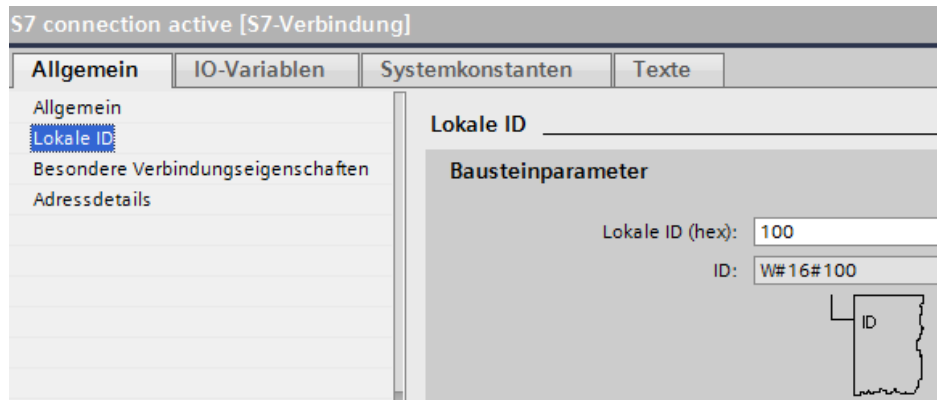 S7 connection active [S7-Verbindung]
Allgemein IO-Variablen Systemkonstanten Texte
Allgemein
Lokale ID
Besondere Verbindungseigenschaften
Adressdetails
Lokale ID
Bausteinparameter
Lokale ID (hex): 100
ID: W#16#100
ID